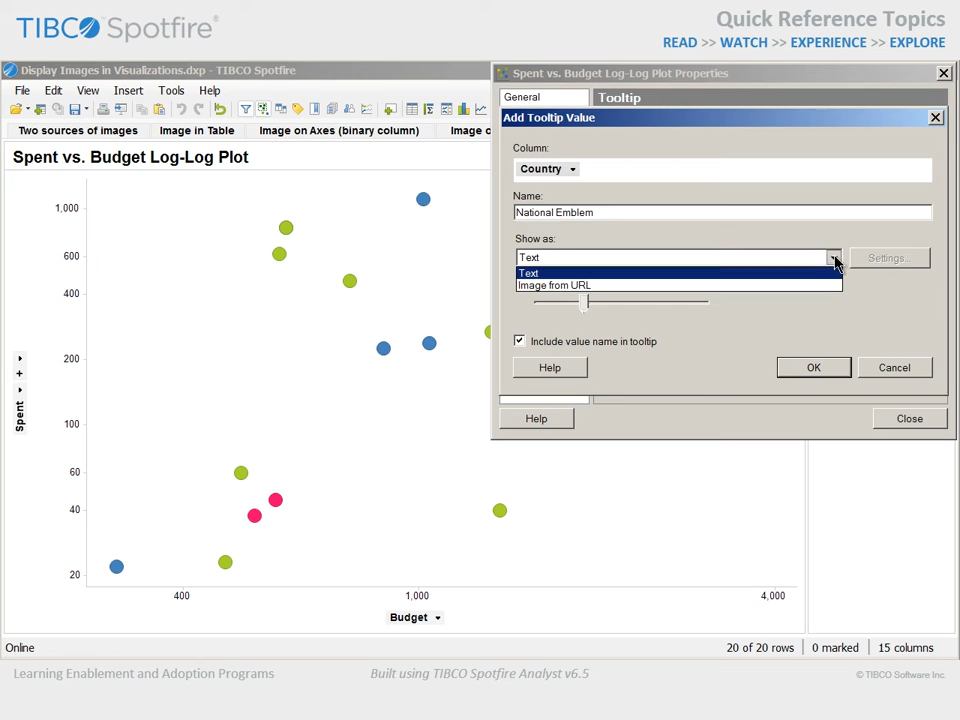 TIBCO Spotfire®
Quick Reference Topics
READ >> WATCH >> EXPERIENCE >> EXPLORE
Display Images in Visualizations.dxp - TIBCO Spotfire
File Edit View Insert Tools Help
Two sources of images
Image in Table
Image on Axes (binary column)
Image o
Spent vs. Budget Log-Log Plot
1,000
600
400
200
100
60
40
20
Spent
400
1,000
4,000
Budget
Spent vs. Budget Log-Log Plot Properties
General
Tooltip
Add Tooltip Value
Column:
Country
Name:
National Emblem
Show as:
Text
Settings...
Text
Image from URL
Include value name in tooltip
Help
OK
Cancel
Help
Close
Online
20 of 20 rows
0 marked
15 columns
Learning Enablement and Adoption Programs
Built using TIBCO Spotfire Analyst v6.5
© TIBCO Software Inc.